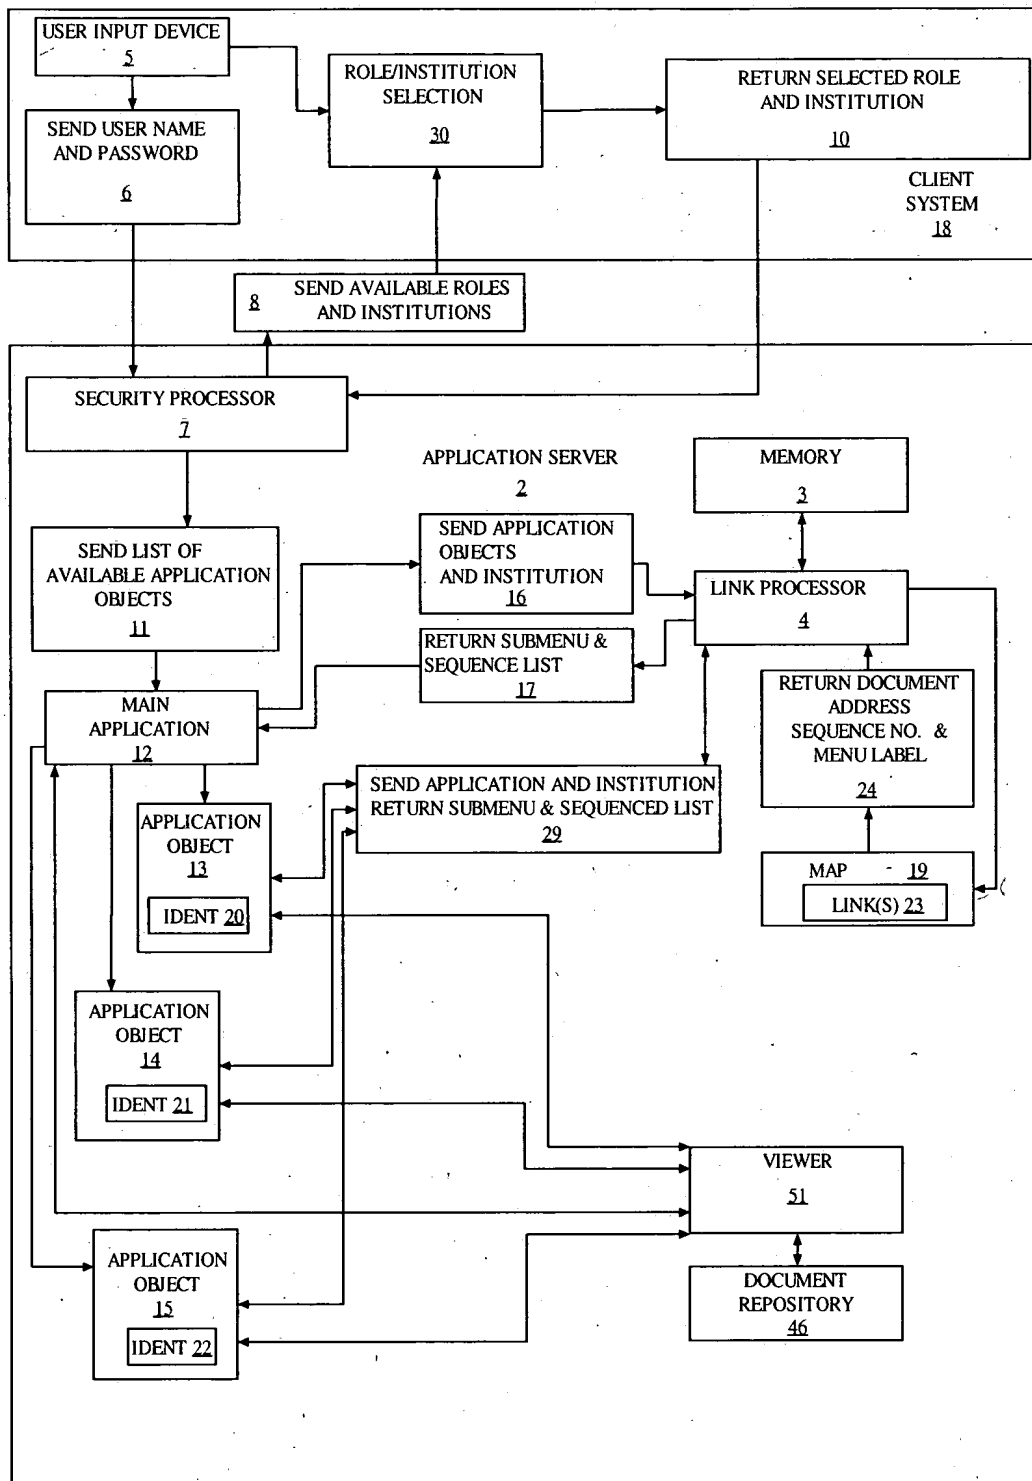 USER INPUT DEVICE
5
SEND USER NAME
AND PASSWORD
6
ROLE/INSTITUTION
SELECTION
30
RETURN SELECTED ROLE
AND INSTITUTION
10
CLIENT
SYSTEM
18
8
SEND AVAILABLE ROLES
AND INSTITUTIONS
SECURITY PROCESSOR
7
APPLICATION SERVER
2
MEMORY
3
SEND LIST OF
AVAILABLE APPLICATION
OBJECTS
11
SEND APPLICATION
OBJECTS
AND INSTITUTION
16
LINK PROCESSOR
4
RETURN SUBMENU &
SEQUENCE LIST
17
MAIN
APPLICATION
12
RETURN DOCUMENT
ADDRESS
SEQUENCE NO. &
MENU LABEL
24
SEND APPLICATION AND INSTITUTION
RETURN SUBMENU & SEQUENCED LIST
29
APPLICATION
OBJECT
13
IDENT 20
MAP 19
LINK(S) 23
APPLICATION
OBJECT
14
IDENT 21
VIEWER
51
APPLICATION
OBJECT
15
IDENT 22
DOCUMENT
REPOSITORY
46